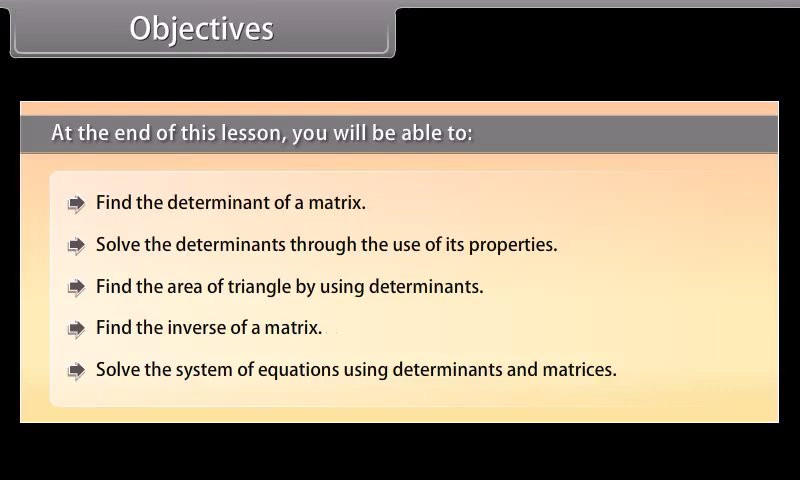 Objectives
At the end of this lesson, you will be able to:
Find the determinant of a matrix.
Solve the determinants through the use of its properties.
Find the area of triangle by using determinants.
Find the inverse of a matrix.
Solve the system of equations using determinants and matrices.